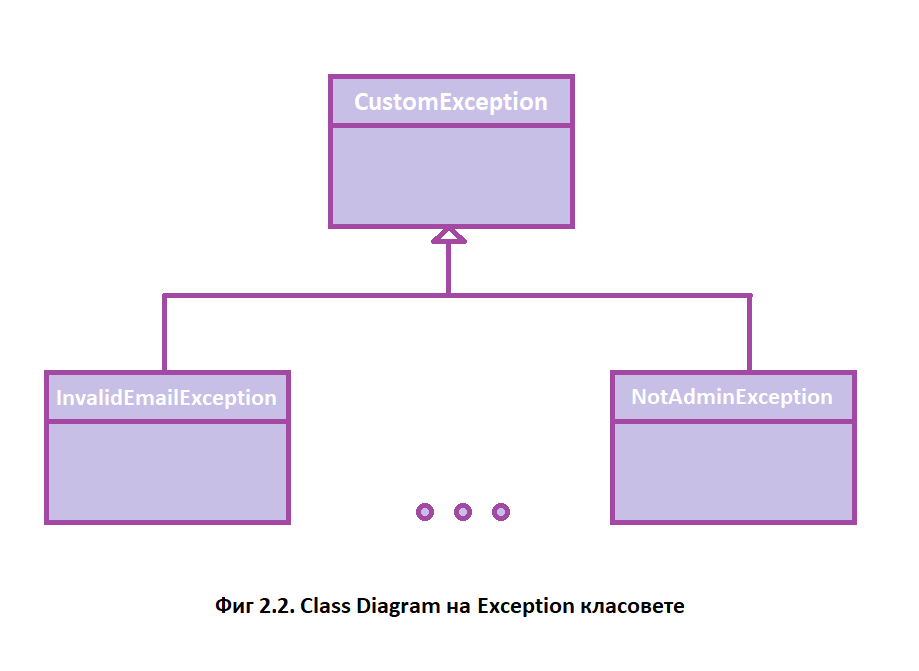 CustomException
InvalidEmailException
NotAdminException
Фиг 2.2. Class Diagram на Exception класовете